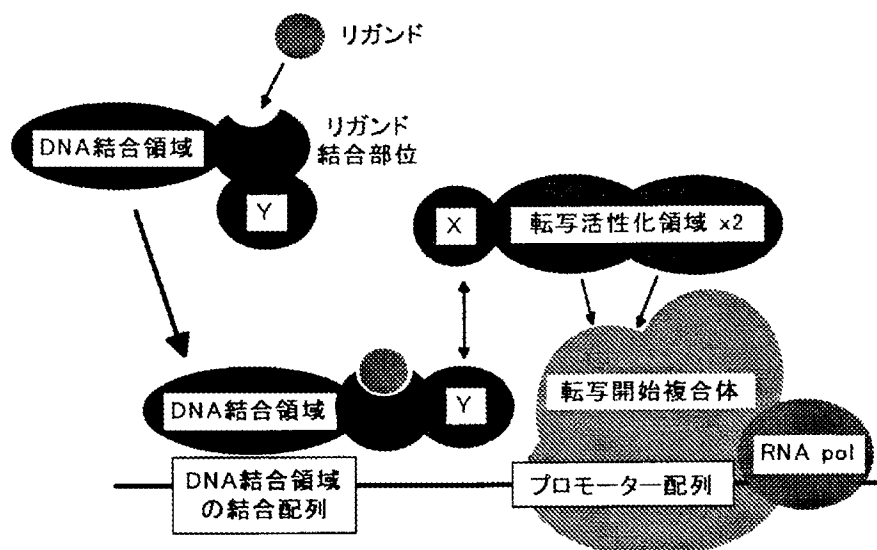 リガンド
DNA結合領域
リガンド
結合部位
Y
X
転写活性化領域 x2
DNA結合領域
Y
転写開始複合体
RNA pol
DNA結合領域
の結合配列
プロモーター配列